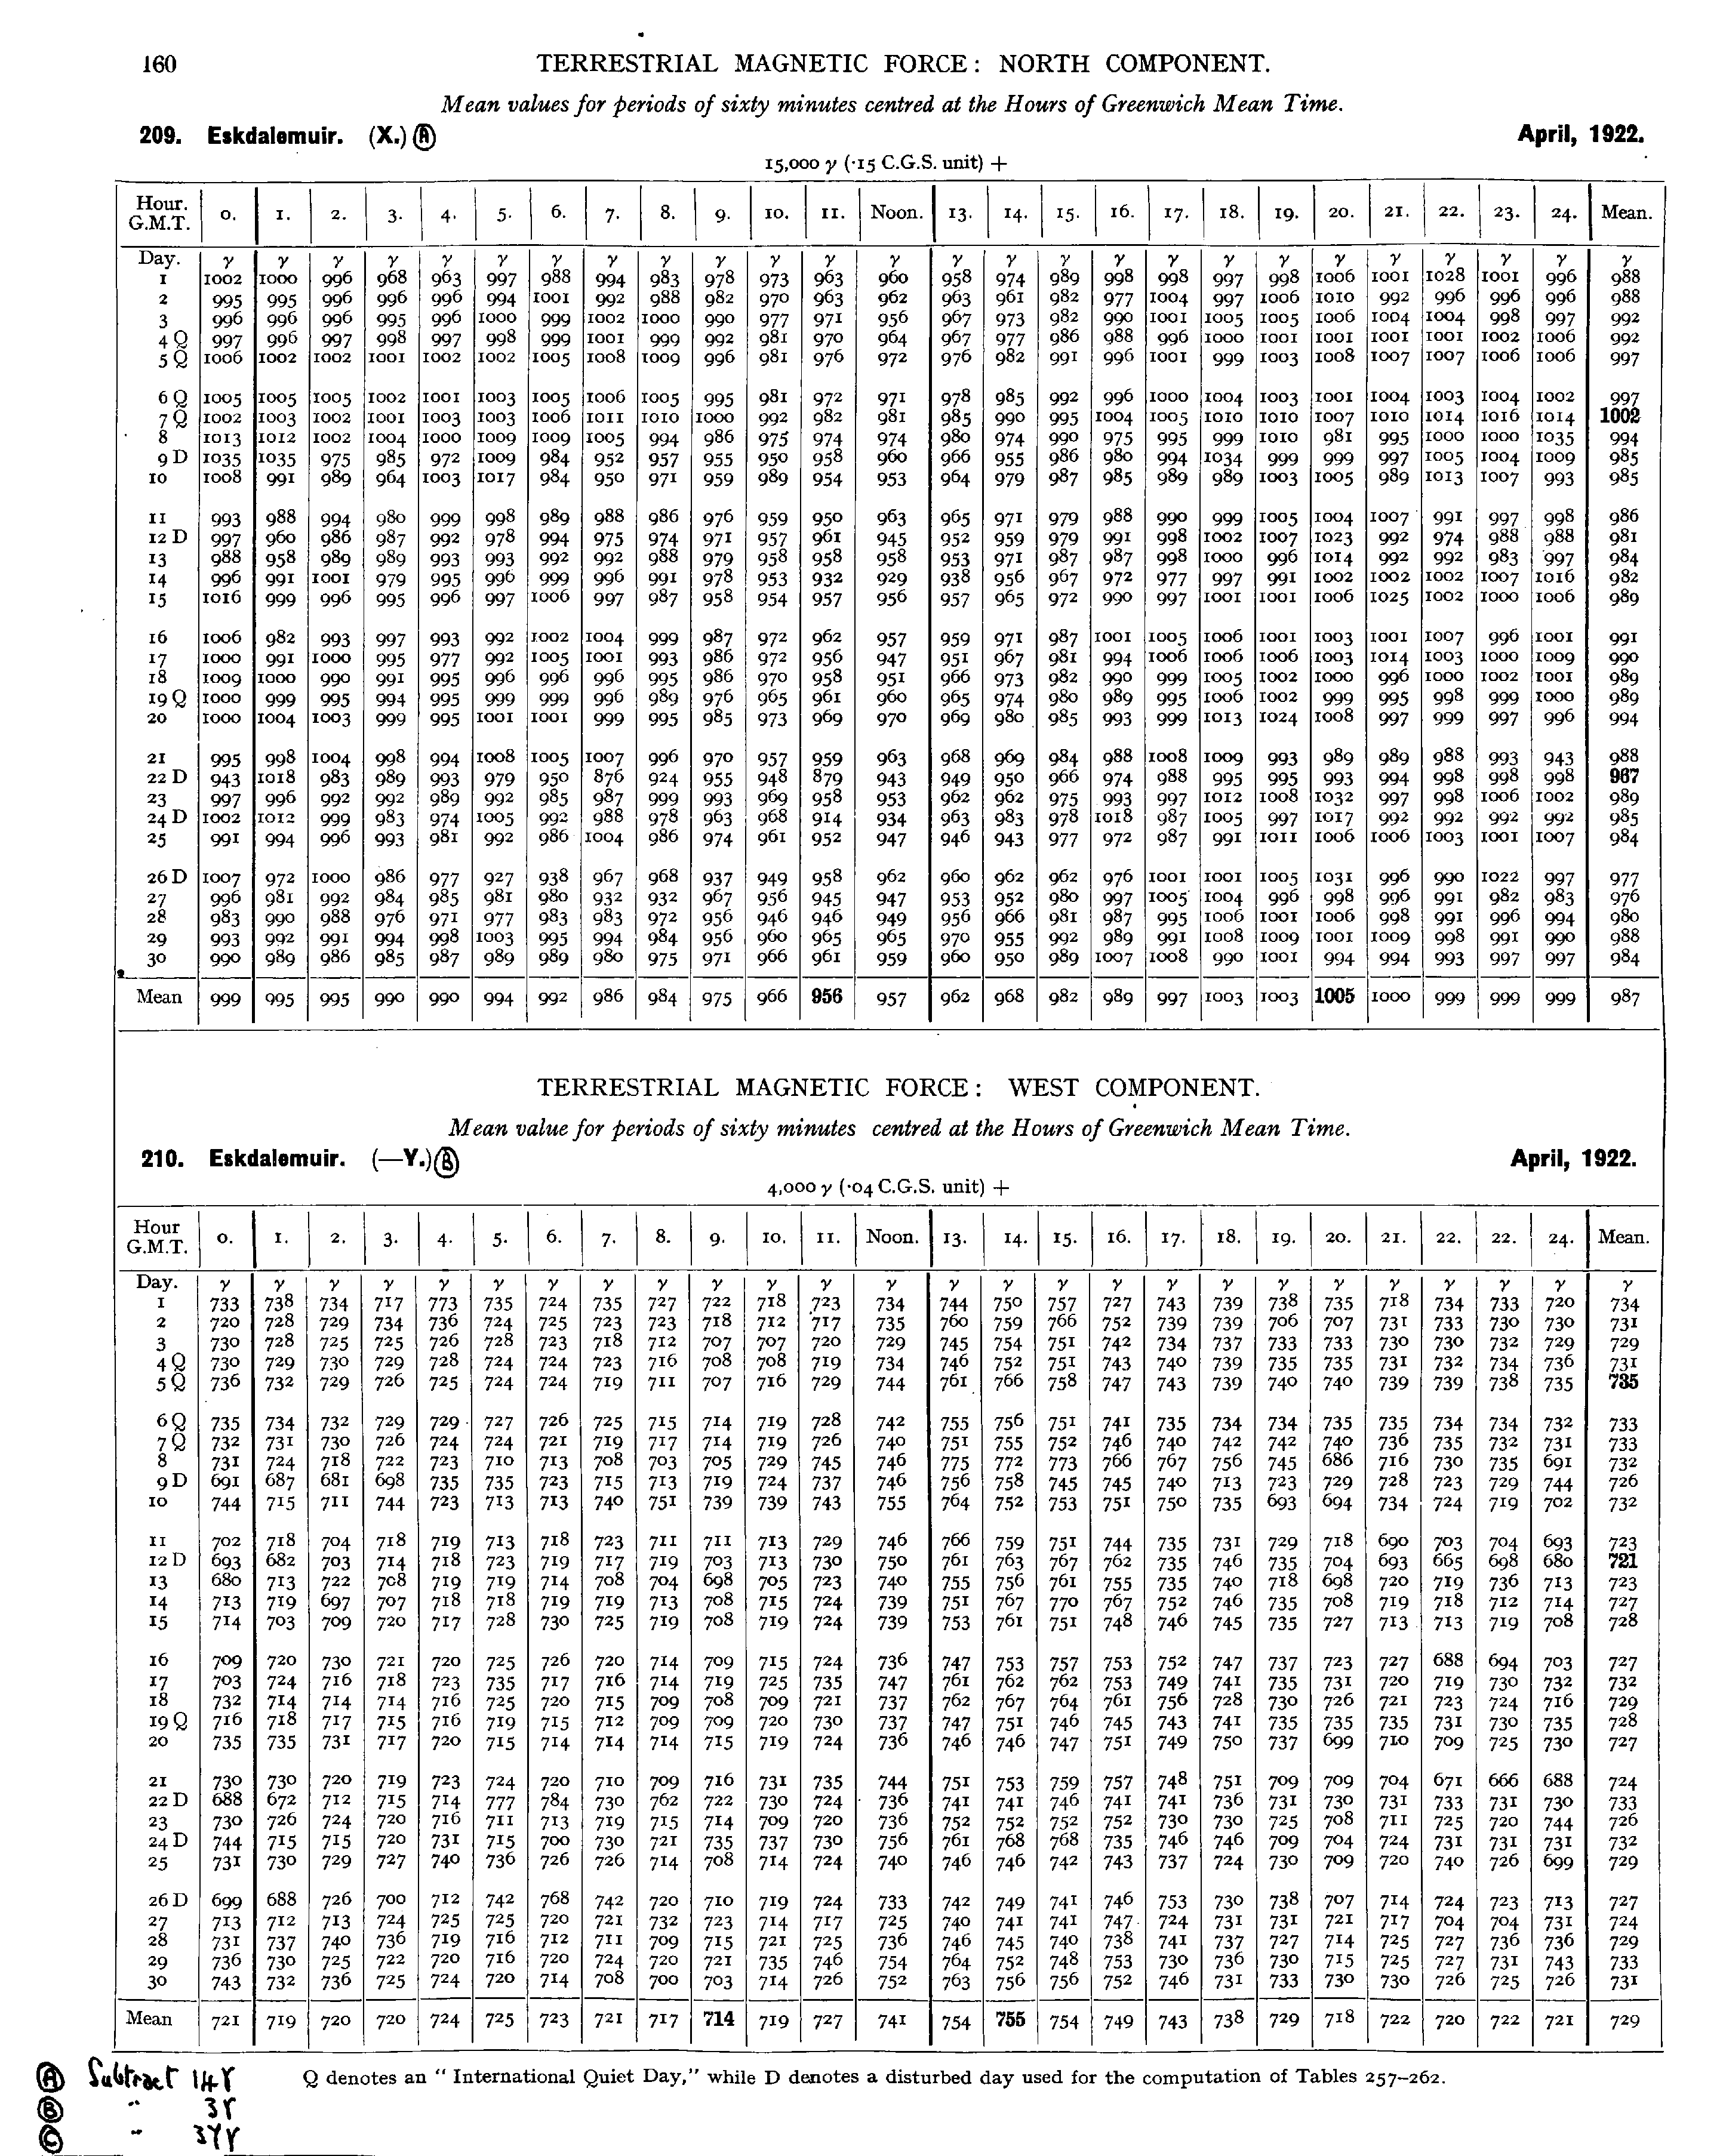 160
TERRESTRIAL MAGNETIC FORCE: NORTH COMPONENT.
Mean values for periods of sixty minutes centred at the Hours of Greenwich Mean Time.
209. Eskdalemuir. (X.) Ⓐ April, 1922.
15,000 γ (·15 C.G.S. unit) +
Hour. G.M.T. 0. 1. 2. 3. 4. 5. 6. 7. 8. 9. 10. 11. Noon. 13. 14. 15. 16. 17. 18. 19. 20. 21. 22. 23. 24. Mean.
Day. γ γ γ γ γ γ γ γ γ γ γ γ γ γ γ γ γ γ γ γ γ γ γ γ γ γ
1 1002 1000 996 968 963 997 988 994 983 978 973 963 960 958 974 989 998 998 997 998 1006 1001 1028 1001 996 988
2 995 995 996 996 996 994 1001 992 988 982 970 963 962 963 961 982 977 1004 997 1006 1010 992 996 996 996 988
3 996 996 996 995 996 1000 999 1002 1000 990 977 971 956 967 973 982 990 1001 1005 1005 1006 1004 1004 998 997 992
4 Q 997 996 997 998 997 998 999 1001 999 992 981 970 964 967 977 986 988 996 1000 1001 1001 1001 1001 1002 1006 992
5 Q 1006 1002 1002 1001 1002 1002 1005 1008 1009 996 981 976 972 976 982 991 996 1001 999 1003 1008 1007 1007 1006 1006 997
6 Q 1005 1005 1005 1002 1001 1003 1005 1006 1005 995 981 972 971 978 985 992 996 1000 1004 1003 1001 1004 1003 1004 1002 997
7 Q 1002 1003 1002 1001 1003 1003 1006 1011 1010 1000 992 982 981 985 990 995 1004 1005 1010 1010 1007 1010 1014 1016 1014 1002
8 1013 1012 1002 1004 1000 1009 1009 1005 994 986 975 974 974 980 974 990 975 995 999 1010 981 995 1000 1000 1035 994
9 D 1035 1035 975 985 972 1009 984 952 957 955 950 958 960 966 955 986 980 994 1034 999 999 997 1005 1004 1009 985
10 1008 991 989 964 1003 1017 984 950 971 959 989 954 953 964 979 987 985 989 989 1003 1005 989 1013 1007 993 985
11 993 988 994 980 999 998 989 988 986 976 959 950 963 965 971 979 988 990 999 1005 1004 1007 991 997 998 986
12 D 997 960 986 987 992 978 994 975 974 971 957 961 945 952 959 979 991 998 1002 1007 1023 992 974 988 988 981
13 988 958 989 989 993 993 992 992 988 979 958 958 958 953 971 987 987 998 1000 996 1014 992 992 983 997 984
14 996 991 1001 979 995 996 999 996 991 978 953 932 929 938 956 967 972 977 997 991 1002 1002 1002 1007 1016 982
15 1016 999 996 995 996 997 1006 997 987 958 954 957 956 957 965 972 990 997 1001 1001 1006 1025 1002 1000 1006 989
16 1006 982 993 997 993 992 1002 1004 999 987 972 962 957 959 971 987 1001 1005 1006 1001 1003 1001 1007 996 1001 991
17 1000 991 1000 995 977 992 1005 1001 993 986 972 956 947 951 967 981 994 1006 1006 1006 1003 1014 1003 1000 1009 990
18 1009 1000 990 991 995 996 996 996 995 986 970 958 951 966 973 982 990 999 1005 1002 1000 996 1000 1002 1001 989
19 Q 1000 999 995 994 995 999 999 996 989 976 965 961 960 965 974 980 989 995 1006 1002 999 995 998 999 1000 989
20 1000 1004 1003 999 995 1001 1001 999 995 985 973 969 970 969 980 985 993 999 1013 1024 1008 997 999 997 996 994
21 995 998 1004 998 994 1008 1005 1007 996 970 957 959 963 968 969 984 988 1008 1009 993 989 989 988 993 943 988
22 D 943 1018 983 989 993 979 950 876 924 955 948 879 943 949 950 966 974 988 995 995 993 994 998 998 998 967
23 997 996 992 992 989 992 985 987 999 993 969 958 953 962 962 975 993 997 1012 1008 1032 997 998 1006 1002 989
24 D 1002 1012 999 983 974 1005 992 988 978 963 968 914 934 963 983 978 1018 987 1005 997 1017 992 992 992 992 985
25 991 994 996 993 981 992 986 1004 986 974 961 952 947 946 943 977 972 987 991 1011 1006 1006 1003 1001 1007 984
26 D 1007 972 1000 986 977 927 938 967 968 937 949 958 962 960 962 962 976 1001 1001 1005 1031 996 990 1022 997 977
27 996 981 992 984 985 981 980 932 932 967 956 945 947 953 952 980 997 1005 1004 996 998 996 991 982 983 976
28 983 990 988 976 971 977 983 983 972 956 946 946 949 956 966 981 987 995 1006 1001 1006 998 991 996 994 980
29 993 992 991 994 998 1003 995 994 984 956 960 965 965 970 955 992 989 991 1008 1009 1001 1009 998 991 990 988
30 990 989 986 985 987 989 989 980 975 971 966 961 959 960 950 989 1007 1008 990 1001 994 994 993 997 997 984
Mean 999 995 995 990 990 994 992 986 984 975 966 956 957 962 968 982 989 997 1003 1003 1005 1000 999 999 999 987
TERRESTRIAL MAGNETIC FORCE: WEST COMPONENT.
Mean value for periods of sixty minutes centred at the Hours of Greenwich Mean Time.
210. Eskdalemuir. (—Y.) Ⓑ April, 1922.
4,000 γ (·04 C.G.S. unit) +
Hour G.M.T. 0. 1. 2. 3. 4. 5. 6. 7. 8. 9. 10. 11. Noon. 13. 14. 15. 16. 17. 18. 19. 20. 21. 22. 22. 24. Mean.
Day. γ γ γ γ γ γ γ γ γ γ γ γ γ γ γ γ γ γ γ γ γ γ γ γ γ γ
1 733 738 734 717 773 735 724 735 727 722 718 723 734 744 750 757 727 743 739 738 735 718 734 733 720 734
2 720 728 729 734 736 724 725 723 723 718 712 717 735 760 759 766 752 739 739 706 707 731 733 730 730 731
3 730 728 725 725 726 728 723 718 712 707 707 720 729 745 754 751 742 734 737 733 733 730 730 732 729 729
4 Q 730 729 730 729 728 724 724 723 716 708 708 719 734 746 752 751 743 740 739 735 735 731 732 734 736 731
5 Q 736 732 729 726 725 724 724 719 711 707 716 729 744 761 766 758 747 743 739 740 740 739 739 738 735 735
6 Q 735 734 732 729 729 727 726 725 715 714 719 728 742 755 756 751 741 735 734 734 735 735 734 734 732 733
7 Q 732 731 730 726 724 724 721 719 717 714 719 726 740 751 755 752 746 740 742 742 740 736 735 732 731 733
8 731 724 718 722 723 710 713 708 703 705 729 745 746 775 772 773 766 767 756 745 686 716 730 735 691 732
9 D 691 687 681 698 735 735 723 715 713 719 724 737 746 756 758 745 745 740 713 723 729 728 723 729 744 726
10 744 715 711 744 723 713 713 740 751 739 739 743 755 764 752 753 751 750 735 693 694 734 724 719 702 732
11 702 718 704 718 719 713 718 723 711 711 713 729 746 766 759 751 744 735 731 729 718 690 703 704 693 723
12 D 693 682 703 714 718 723 719 717 719 703 713 730 750 761 763 767 762 735 746 735 704 693 665 698 680 721
13 680 713 722 708 719 719 714 708 704 698 705 723 740 755 756 761 755 735 740 718 698 720 719 736 713 723
14 713 719 697 707 718 718 719 719 713 708 715 724 739 751 767 770 767 752 746 735 708 719 718 712 714 727
15 714 703 709 720 717 728 730 725 719 708 719 724 739 753 761 751 748 746 745 735 727 713 713 719 708 728
16 709 720 730 721 720 725 726 720 714 709 715 724 736 747 753 757 753 752 747 737 723 727 688 694 703 727
17 703 724 716 718 723 735 717 716 714 719 725 735 747 761 762 762 753 749 741 735 731 720 719 730 732 732
18 732 714 714 714 716 725 720 715 709 708 709 721 737 762 767 764 761 756 728 730 726 721 723 724 716 729
19 Q 716 718 717 715 716 719 715 712 709 709 720 730 737 747 751 746 745 743 741 735 735 735 731 730 735 728
20 735 735 731 717 720 715 714 714 714 715 719 724 736 746 746 747 751 749 750 737 699 710 709 725 730 727
21 730 730 720 719 723 724 720 710 709 716 731 735 744 751 753 759 757 748 751 709 709 704 671 666 688 724
22 D 688 672 712 715 714 777 784 730 762 722 730 724 736 741 741 746 741 741 736 731 730 731 733 731 730 733
23 730 726 724 720 716 711 713 719 715 714 709 720 736 752 752 752 752 730 730 725 708 711 725 720 744 726
24 D 744 715 715 720 731 715 700 730 721 735 737 730 756 761 768 768 735 746 746 709 704 724 731 731 731 732
25 731 730 729 727 740 736 726 726 714 708 714 724 740 746 746 742 743 737 724 730 709 720 740 726 699 729
26 D 699 688 726 700 712 742 768 742 720 710 719 724 733 742 749 741 746 753 730 738 707 714 724 723 713 727
27 713 712 713 724 725 725 720 721 732 723 714 717 725 740 741 741 747 724 731 731 721 717 704 704 731 724
28 731 737 740 736 719 716 712 711 709 715 721 725 736 746 745 740 738 741 737 727 714 725 727 736 736 729
29 736 730 725 722 720 716 720 724 720 721 735 746 754 764 752 748 753 730 736 730 715 725 727 731 743 733
30 743 732 736 725 724 720 714 708 700 703 714 726 752 763 756 756 752 746 731 733 730 730 726 725 726 731
Mean 721 719 720 720 724 725 723 721 717 714 719 727 741 754 755 754 749 743 738 729 718 722 720 722 721 729
Q denotes an “ International Quiet Day,” while D denotes a disturbed day used for the computation of Tables 257–262.
Ⓐ Subtract 14γ
Ⓑ " 3γ
Ⓒ "